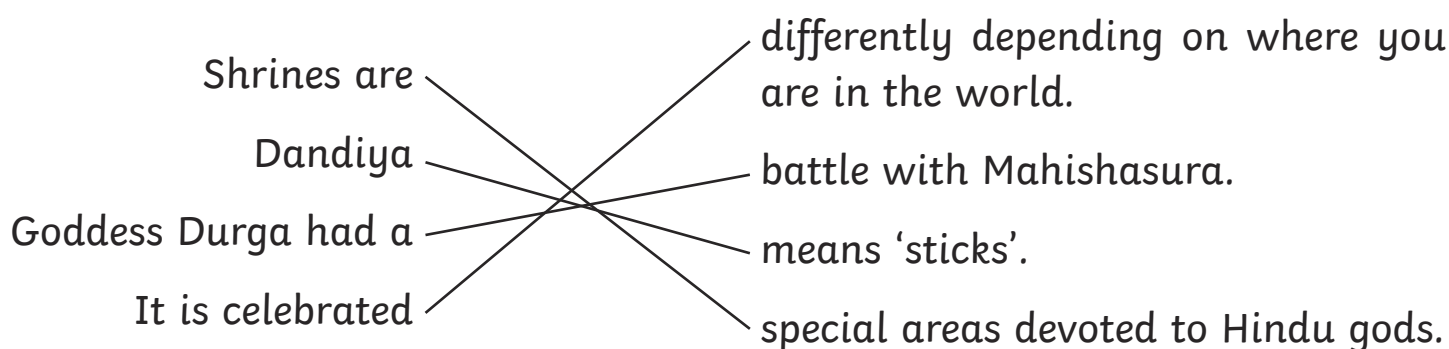 Shrines are
Dandiya
Goddess Durga had a
It is celebrated
differently depending on where you
are in the world.
battle with Mahishasura.
means ‘sticks’.
special areas devoted to Hindu gods.